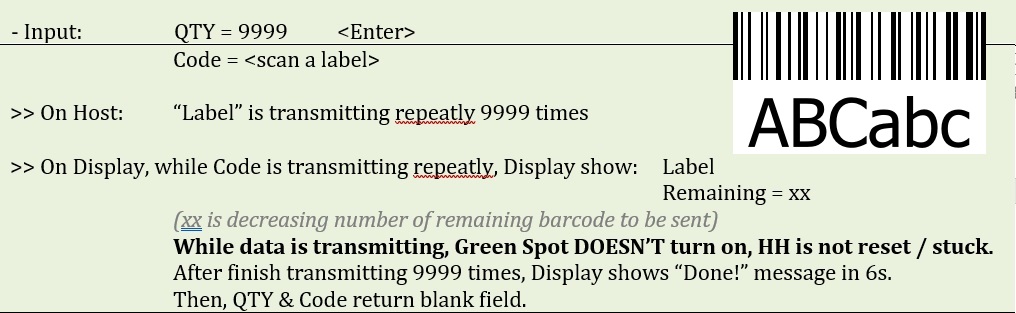 - Input: QTY = 9999 <Enter>
Code = <scan a label>
ABCabc
>> On Host: “Label” is transmitting repeatly 9999 times
>> On Display, while Code is transmitting repeatly, Display show: Label
Remaining = xx
(xx is decreasing number of remaining barcode to be sent)
While data is transmitting, Green Spot DOESN’T turn on, HH is not reset / stuck.
After finish transmitting 9999 times, Display shows “Done!” message in 6s.
Then, QTY & Code return blank field.